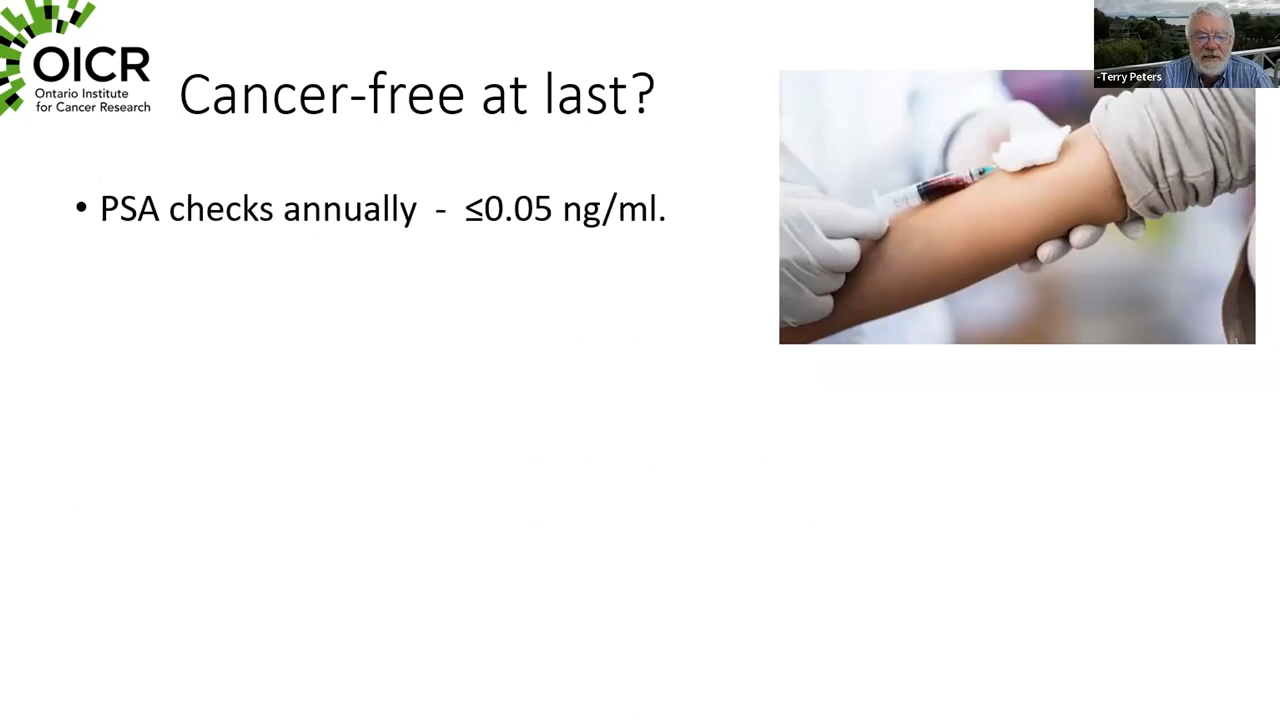 OICR
Ontario Institute
for Cancer Research
Cancer-free at last?
-Terry Peters
• PSA checks annually - ≤0.05 ng/ml.